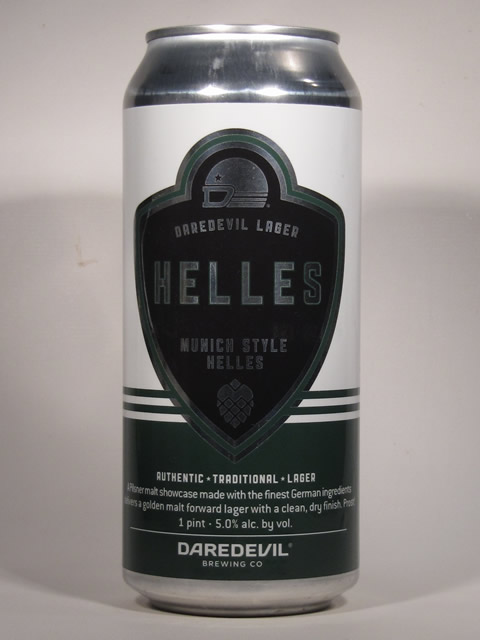 D
DAREDEVIL LAGER
HELLES
MUNICH STYLE
HELLES
AUTHENTIC ★ TRADITIONAL ★ LAGER
A Pilsner malt showcase made with the finest German ingredients
a golden malt forward lager with a clean, dry finish.
1 pint - 5.0% alc. by vol.
DAREDEVIL®
BREWING CO